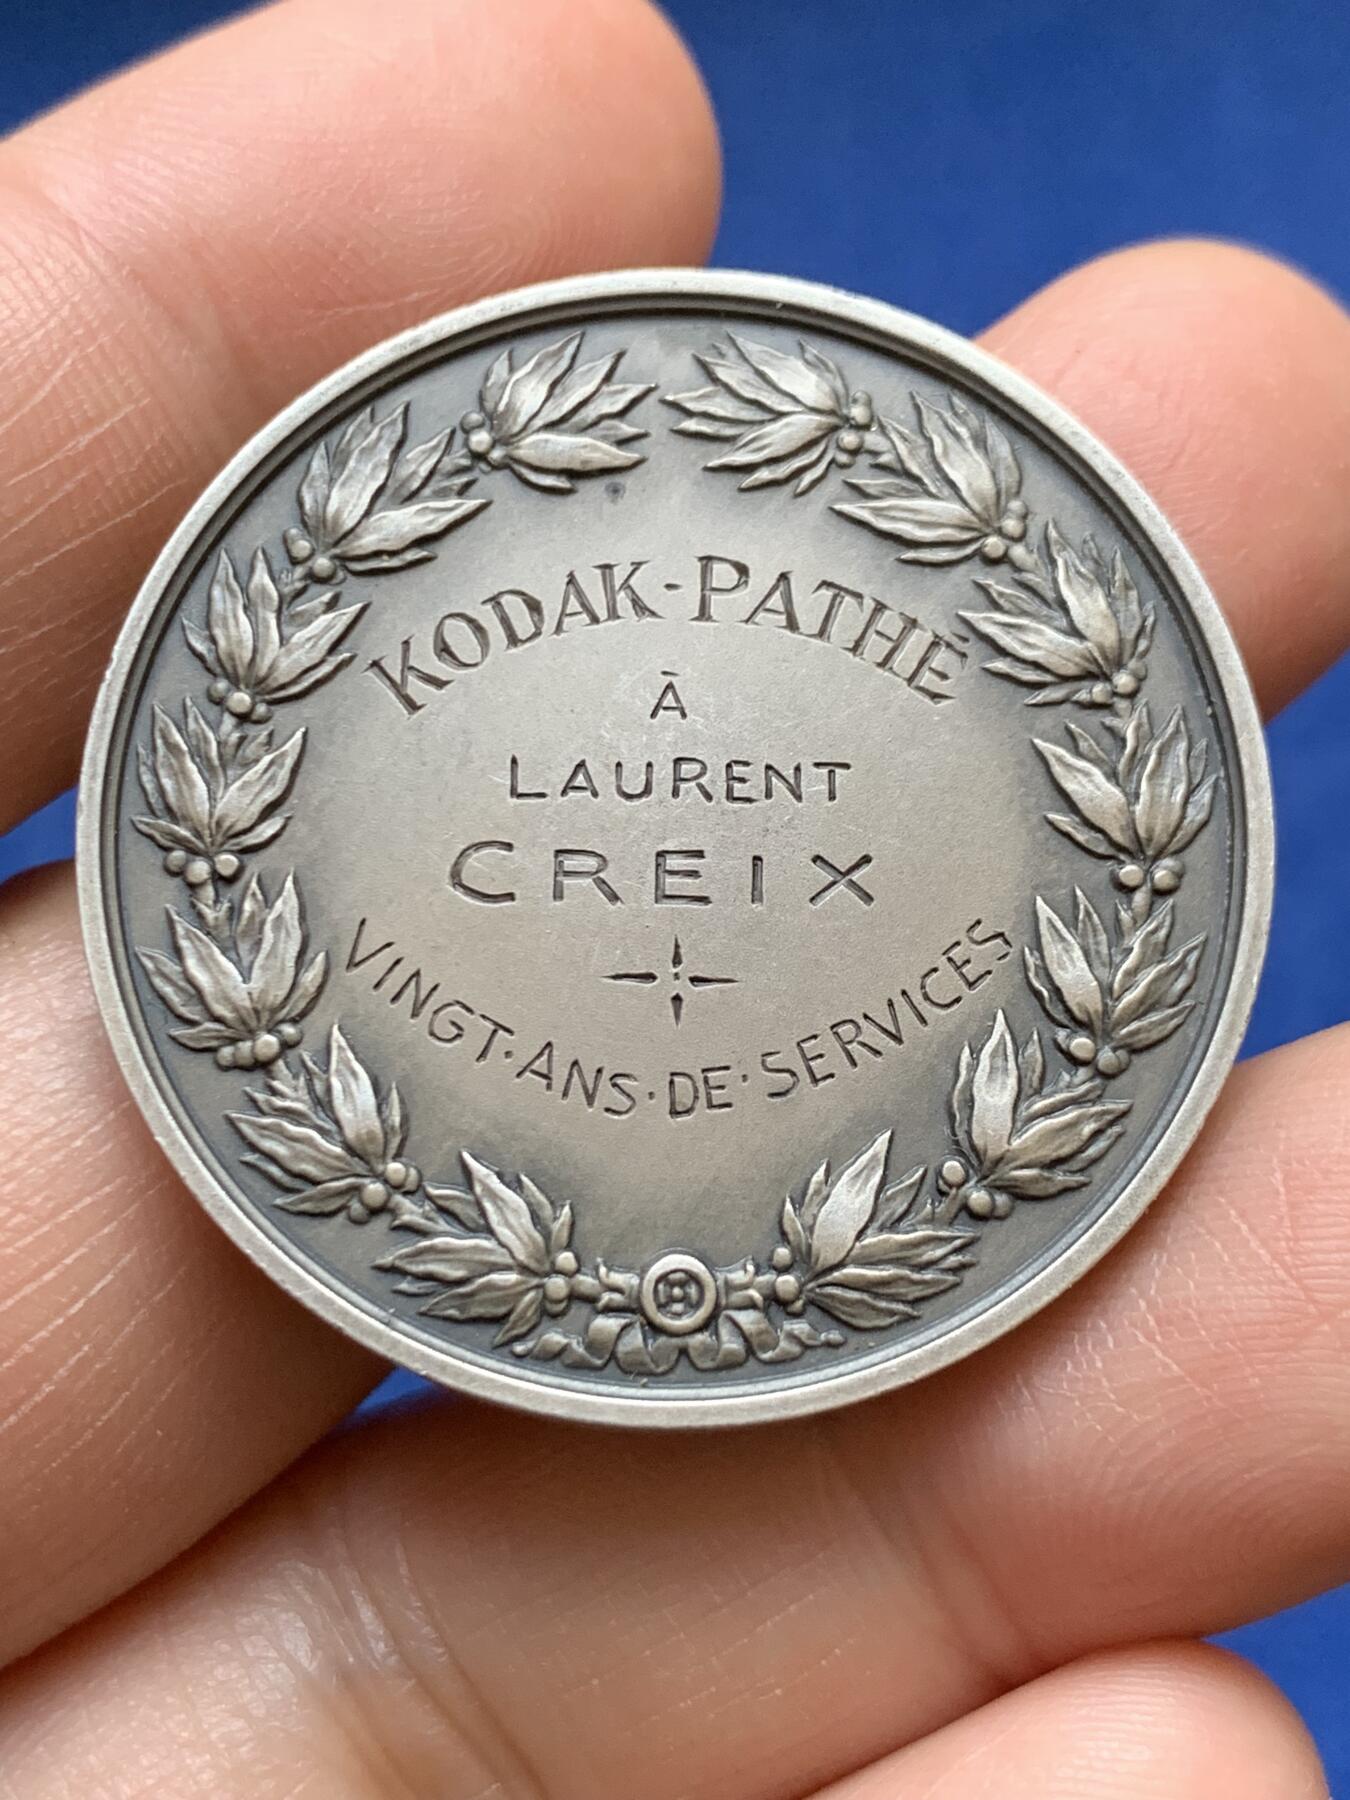 KODAK-PATHÉ
À
LAURENT
CREIX
VINGT·ANS·DE·SERVICES